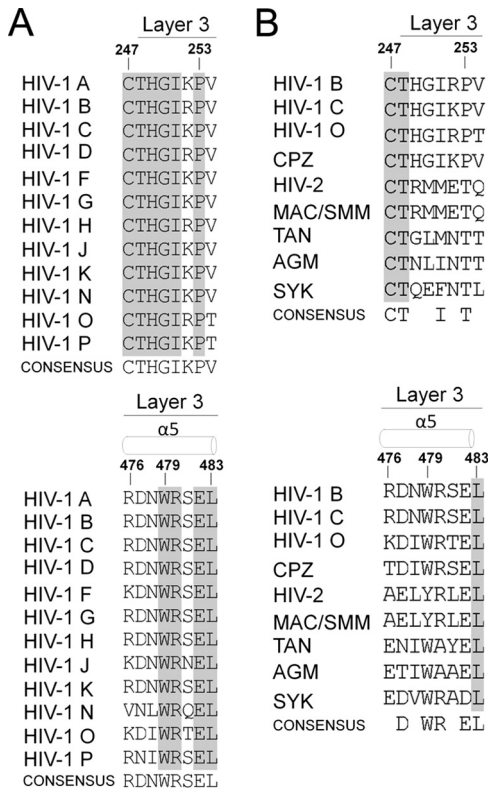 A
Layer 3
247 253
HIV-1 A CTHGIKPV
HIV-1 B CTHGIRPV
HIV-1 C CTHGIKPV
HIV-1 D CTHGIRPV
HIV-1 F CTHGIKPV
HIV-1 G CTHGIKPV
HIV-1 H CTHGIRPV
HIV-1 J CTHGIKPV
HIV-1 K CTHGIKPV
HIV-1 N CTHGIKPV
HIV-1 O CTHGIRPT
HIV-1 P CTHGIKPT
CONSENSUS CTHGIKPV
Layer 3
α5
476 479 483
HIV-1 A RDNWRSEL
HIV-1 B RDNWRSEL
HIV-1 C RDNWRSEL
HIV-1 D RDNWRSEL
HIV-1 F KDNWRSEL
HIV-1 G RDNWRSEL
HIV-1 H RDNWRSEL
HIV-1 J KDNWRNEL
HIV-1 K RDNWRSEL
HIV-1 N VNLWRQEL
HIV-1 O KDIWRTEL
HIV-1 P RNIWRSEL
CONSENSUS RDNWRSEL
B
Layer 3
247 253
HIV-1 B CTHGIRPV
HIV-1 C CTHGIKPV
HIV-1 O CTHGIRPT
CPZ CTHGIKPV
HIV-2 CTRMMETQ
MAC/SMM CTRMMETQ
TAN CTGLMNTT
AGM CTNLINTT
SYK CTQEFNTL
CONSENSUS CT I T
Layer 3
α5
476 479 483
HIV-1 B RDNWRSEL
HIV-1 C RDNWRSEL
HIV-1 O KDIWRTEL
CPZ TDIWRSEL
HIV-2 AELYRLEL
MAC/SMM AELYRLEL
TAN ENIWAYEL
AGM ETIWAAEL
SYK EDVWRADL
CONSENSUS D WR EL